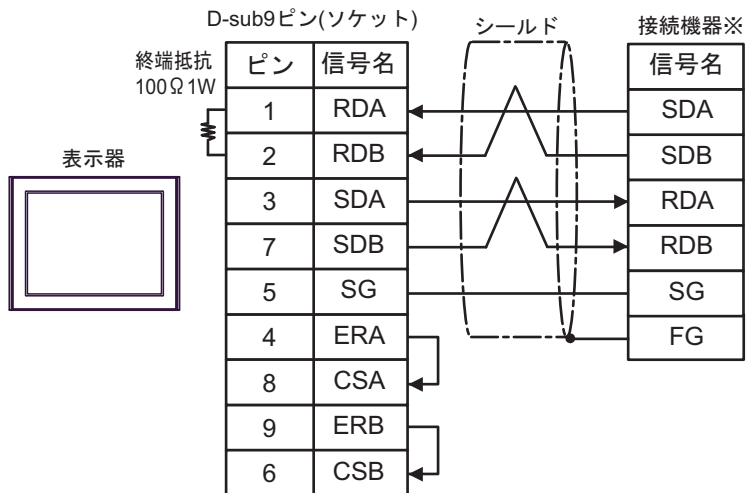 D-sub9ピン(ソケット)
シールド
接続機器※
終端抵抗
100Ω1W
表示器
ピン 信号名
1 RDA
2 RDB
3 SDA
7 SDB
5 SG
4 ERA
8 CSA
9 ERB
6 CSB
信号名
SDA
SDB
RDA
RDB
SG
FG